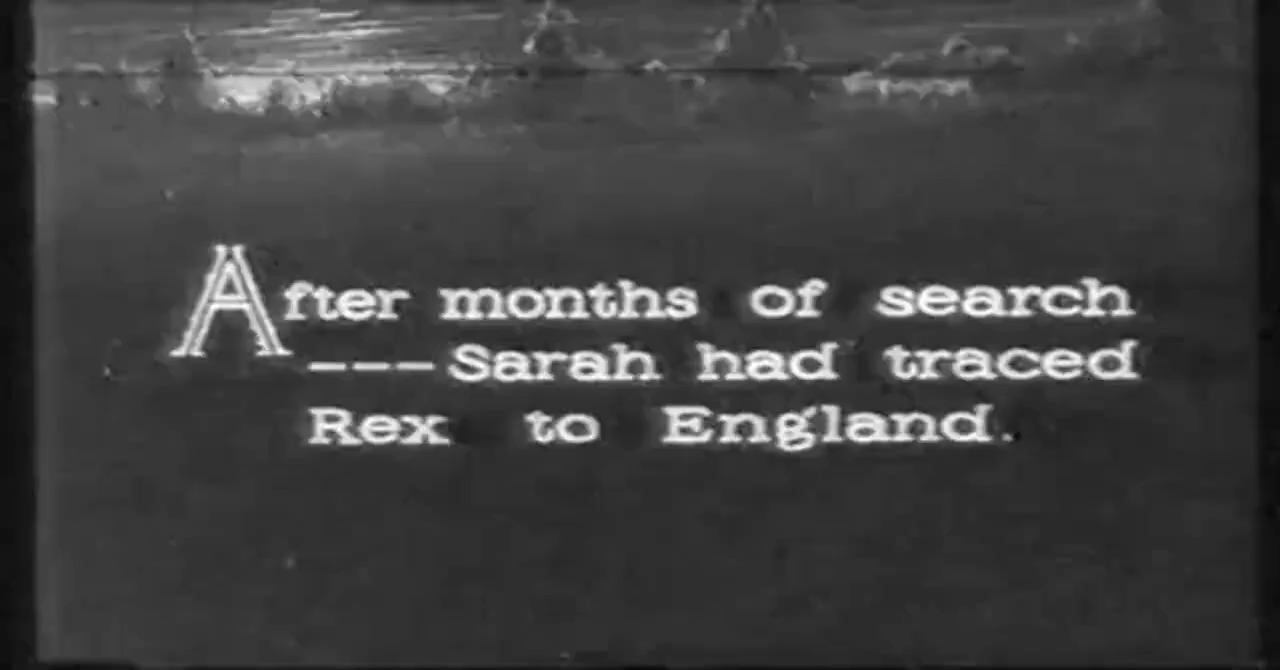 After months of search
---Sarah had traced
Rex to England.